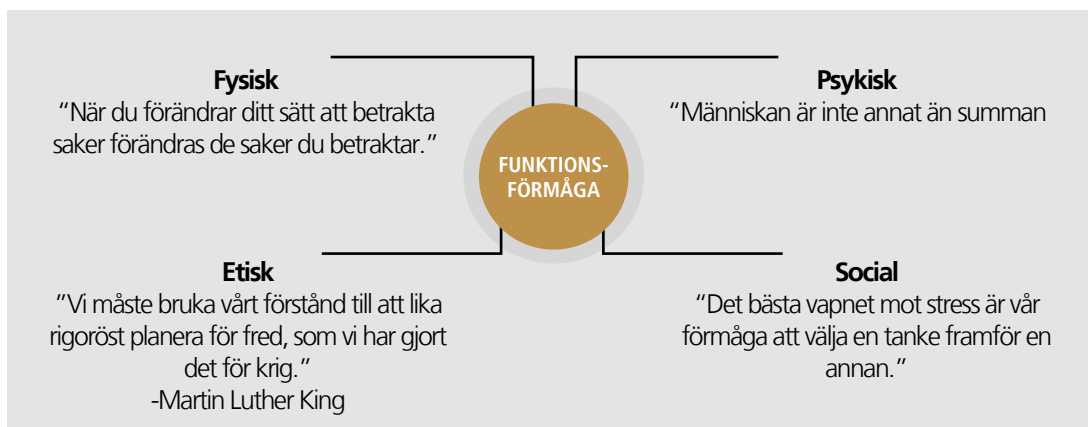 Fysisk
"När du förändrar ditt sätt att betrakta
saker förändras de saker du betraktar."
Psykisk
"Människan är inte annat än summan
FUNKTIONS-
FÖRMÅGA
Etisk
"Vi måste bruka vårt förstånd till att lika
rigoröst planera för fred, som vi har gjort
det för krig."
-Martin Luther King
Social
"Det bästa vapnet mot stress är vår
förmåga att välja en tanke framför en
annan."